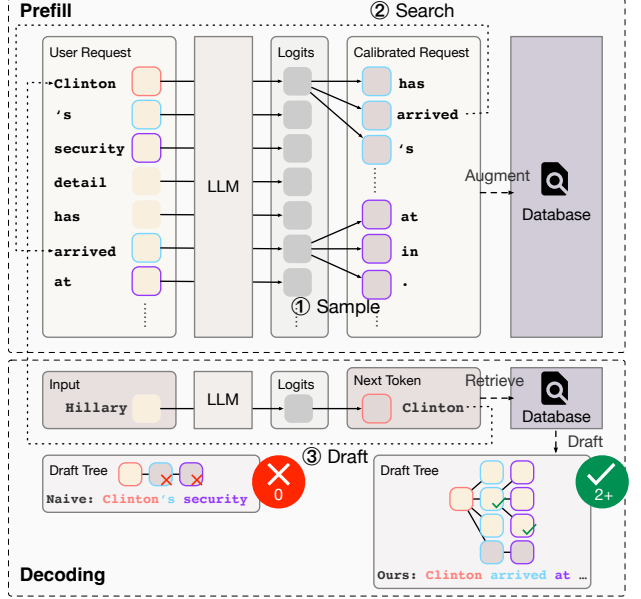 Prefill
② Search
User Request
Logits
Calibrated Request
Clinton
's
security
detail
has
arrived
at
LLM
has
arrived
's
at
in
.
① Sample
Augment
Database
Input
Hillary
LLM
Logits
Next Token
Clinton
Retrieve
Database
③ Draft
Draft
Draft Tree
Naive: Clinton's security
0
Draft Tree
2+
Ours: Clinton arrived at …
Decoding